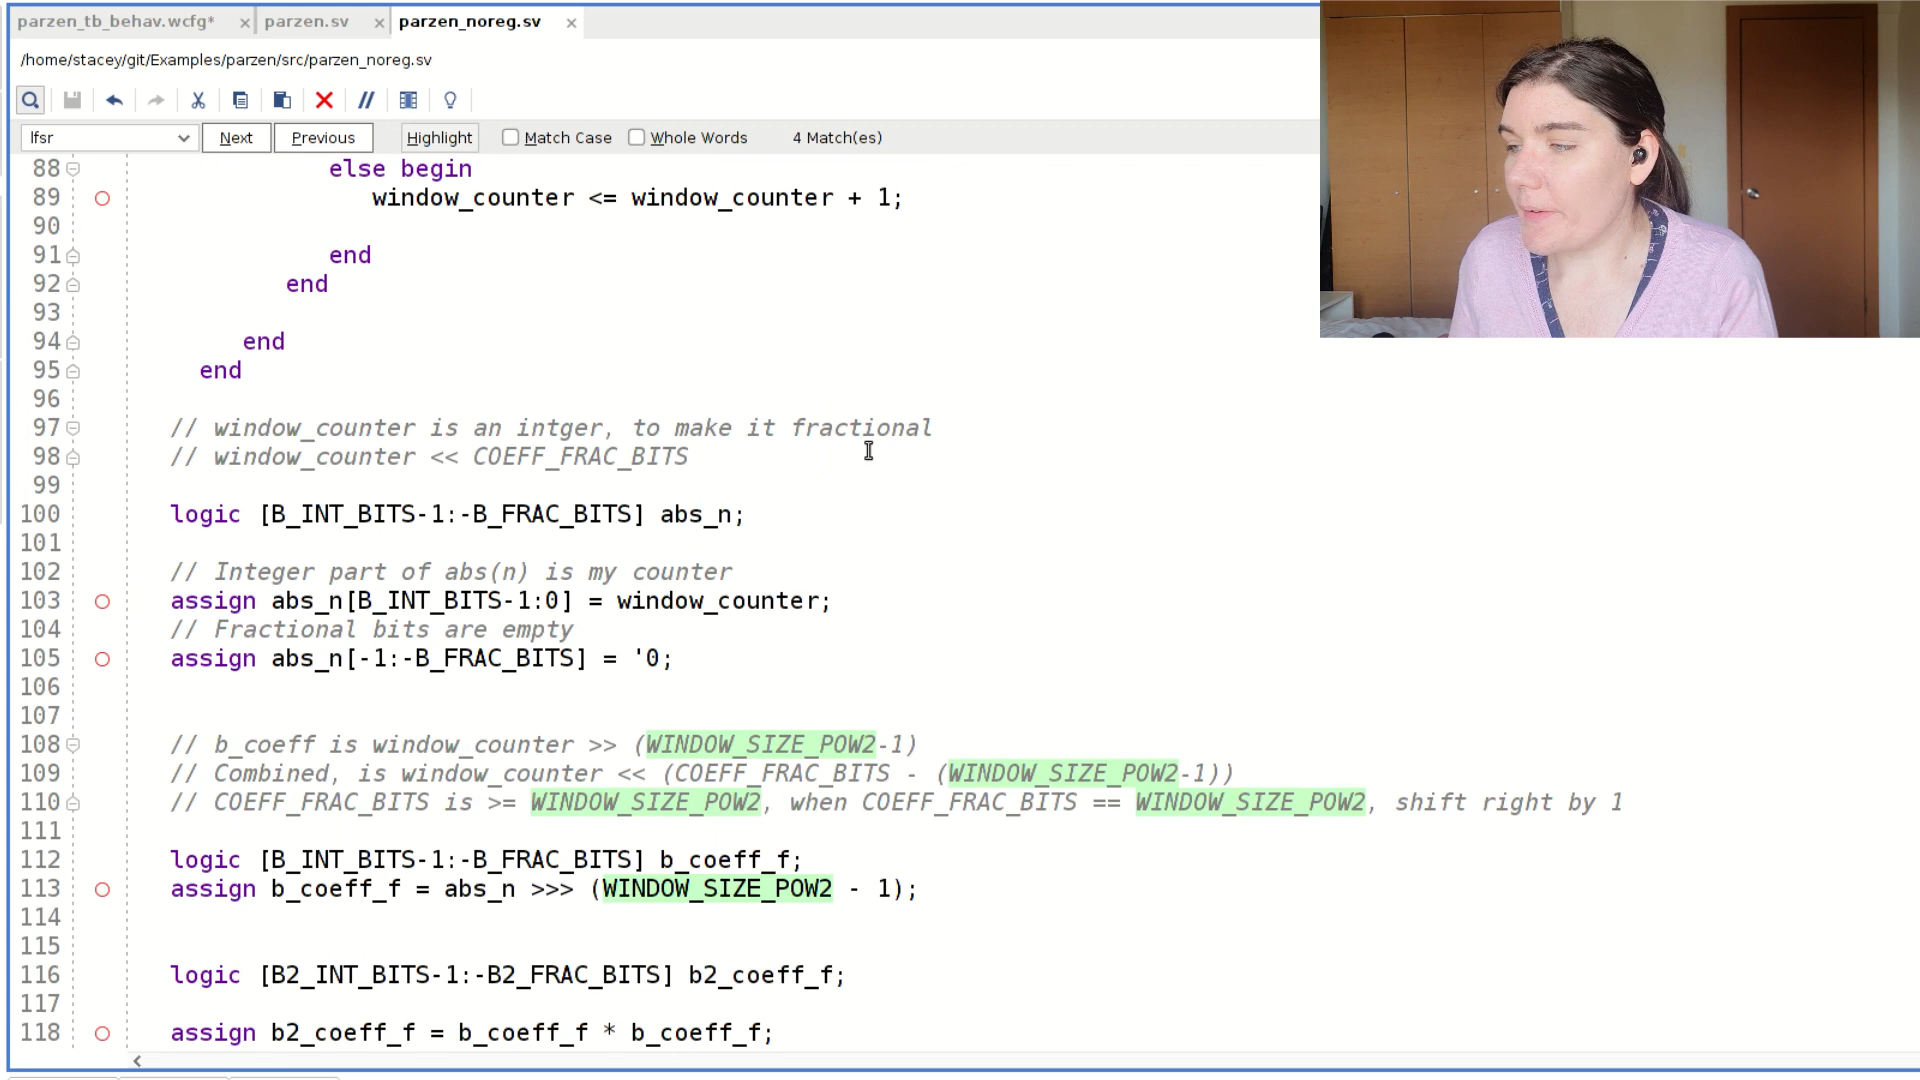 parzen_tb_behav.wcfg* parzen.sv parzen_noreg.sv
/home/stacey/git/Examples/parzen/src/parzen_noreg.sv
lfsr Next Previous Highlight Match Case Whole Words 4 Match(es)
88 else begin
89 window_counter <= window_counter + 1;
90
91 end
92 end
93
94 end
95 end
96
97 // window_counter is an intger, to make it fractional
98 // window_counter << COEFF_FRAC_BITS
99
100 logic [B_INT_BITS-1:-B_FRAC_BITS] abs_n;
101
102 // Integer part of abs(n) is my counter
103 assign abs_n[B_INT_BITS-1:0] = window_counter;
104 // Fractional bits are empty
105 assign abs_n[-1:-B_FRAC_BITS] = '0;
106
107
108 // b_coeff is window_counter >> (WINDOW_SIZE_POW2-1)
109 // Combined, is window_counter << (COEFF_FRAC_BITS - (WINDOW_SIZE_POW2-1))
110 // COEFF_FRAC_BITS is >= WINDOW_SIZE_POW2, when COEFF_FRAC_BITS == WINDOW_SIZE_POW2, shift right by 1
111
112 logic [B_INT_BITS-1:-B_FRAC_BITS] b_coeff_f;
113 assign b_coeff_f = abs_n >>> (WINDOW_SIZE_POW2 - 1);
114
115
116 logic [B2_INT_BITS-1:-B2_FRAC_BITS] b2_coeff_f;
117
118 assign b2_coeff_f = b_coeff_f * b_coeff_f;